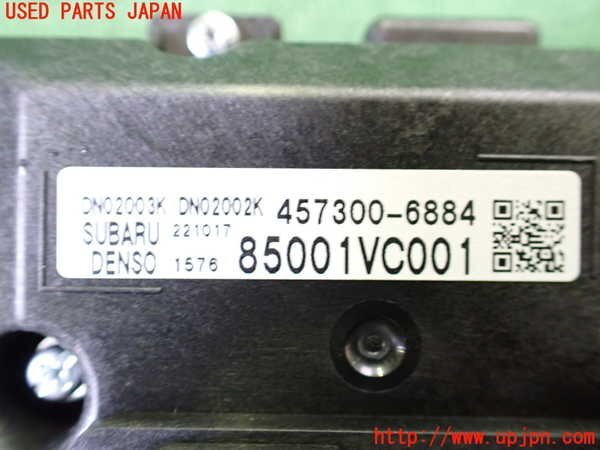 USED PARTS JAPAN
DN02003K DN02002K 457300-6884
SUBARU 221017
DENSO 1576 85001VC001
http://www.upjpn.com/